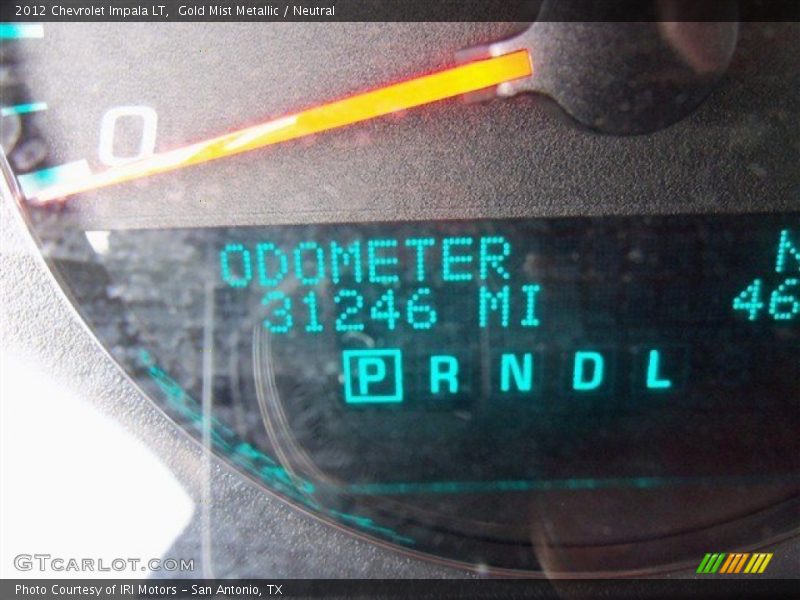 2012 Chevrolet Impala LT,  Gold Mist Metallic / Neutral
0
ODOMETER N
31246 MI 46
P R N D L
GTcarlot.com
Photo Courtesy of IRI Motors - San Antonio, TX